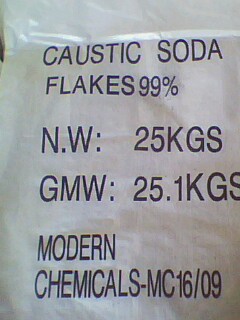 CAUSTIC SODA
FLAKES 99%
N.W: 25KGS
GMW: 25.1KGS
MODERN
CHEMICALS-MC16/09